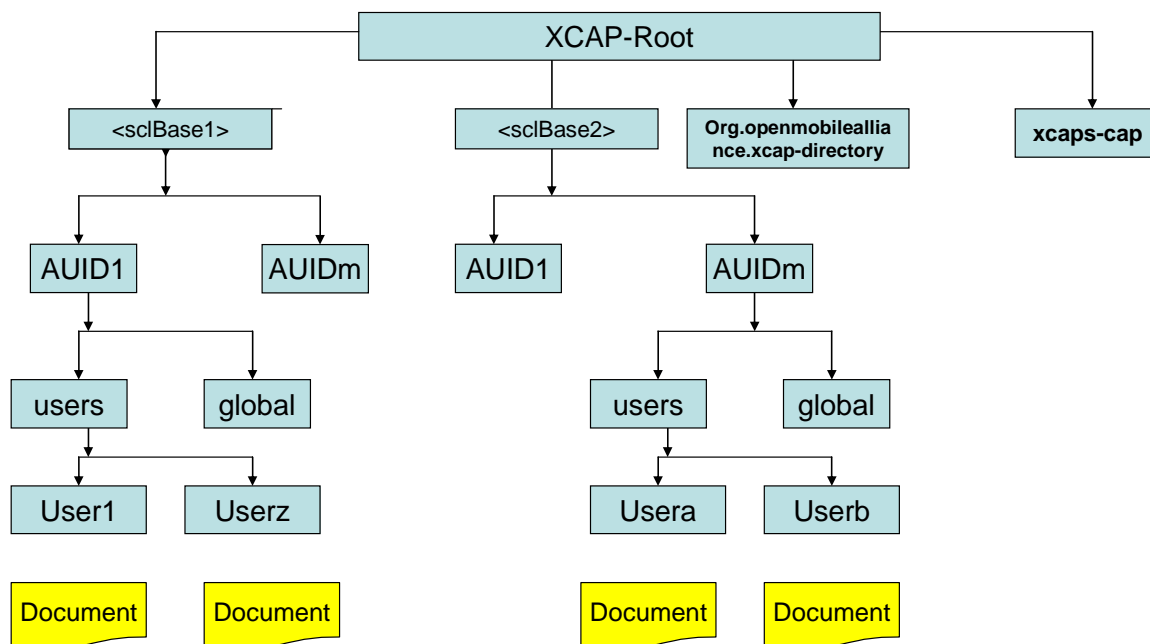 XCAP-Root
<sclBase1>
<sclBase2>
Org.openmobileallia
nce.xcap-directory
xcaps-cap
AUID1
AUIDm
AUID1
AUIDm
users
global
users
global
User1
Userz
Usera
Userb
Document
Document
Document
Document